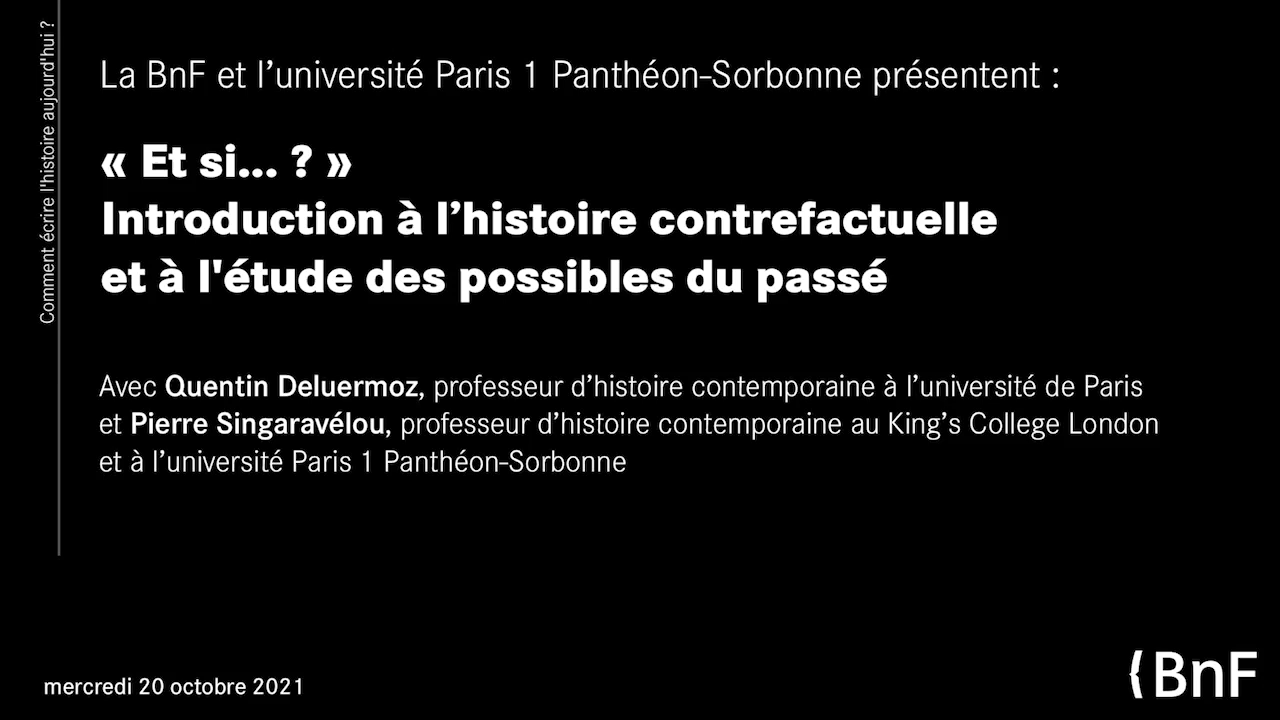 Comment écrire l'histoire aujourd'hui ?
La BnF et l’université Paris 1 Panthéon-Sorbonne présentent :
« Et si... ? »
Introduction à l’histoire contrefactuelle
et à l'étude des possibles du passé
Avec Quentin Deluermoz, professeur d’histoire contemporaine à l’université de Paris
et Pierre Singaravélou, professeur d’histoire contemporaine au King’s College London
et à l’université Paris 1 Panthéon-Sorbonne
mercredi 20 octobre 2021
{BnF